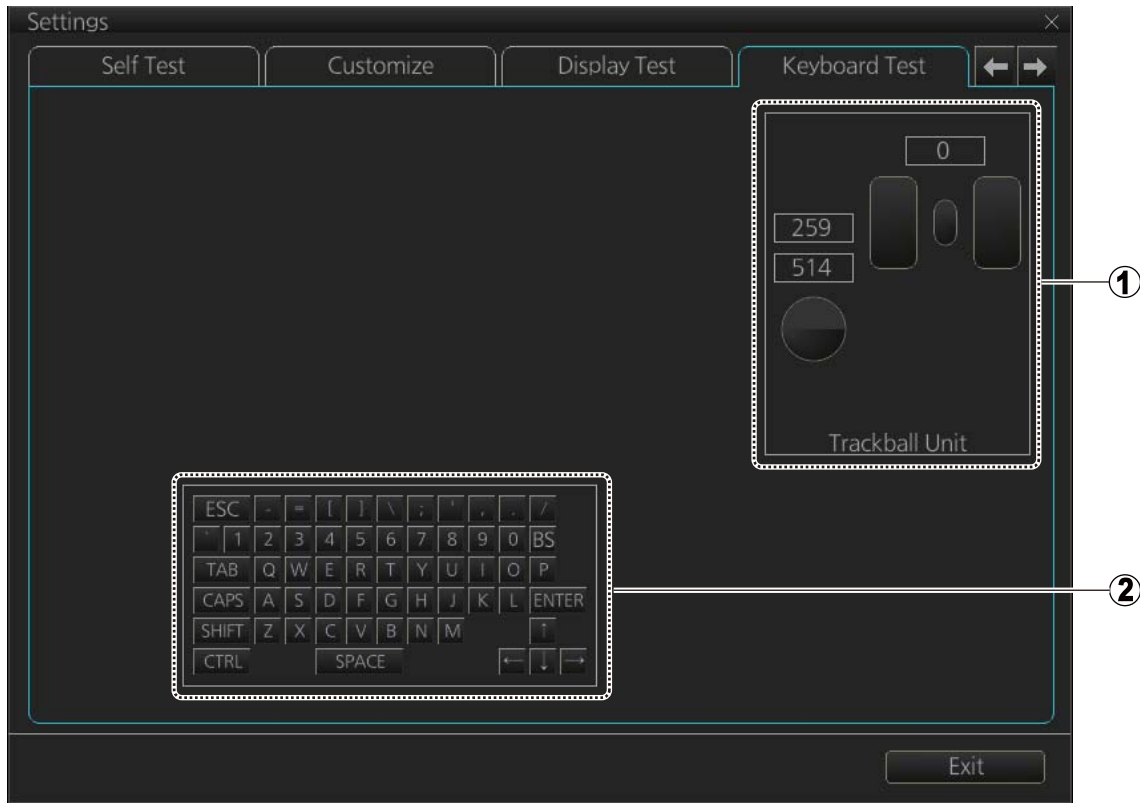 Settings ×
Self Test Customize Display Test Keyboard Test ← →
0
259
514
1
Trackball Unit
ESC - = [ ] \ ; ' , . /
` 1 2 3 4 5 6 7 8 9 0 BS
TAB Q W E R T Y U I O P
CAPS A S D F G H J K L ENTER
2
SHIFT Z X C V B N M ↑
CTRL SPACE ← ↓ →
Exit